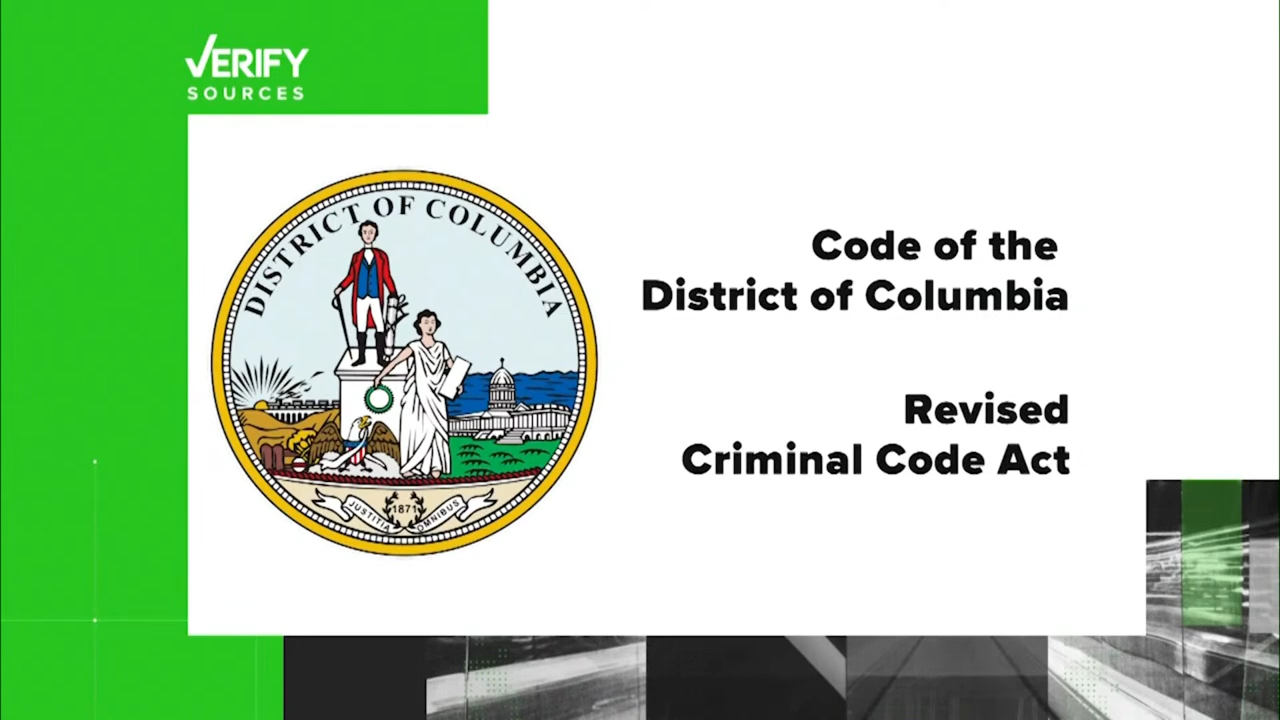 VERIFY
SOURCES
DISTRICT OF COLUMBIA
1871
JUSTITIA OMNIBUS
Code of the
District of Columbia
Revised
Criminal Code Act